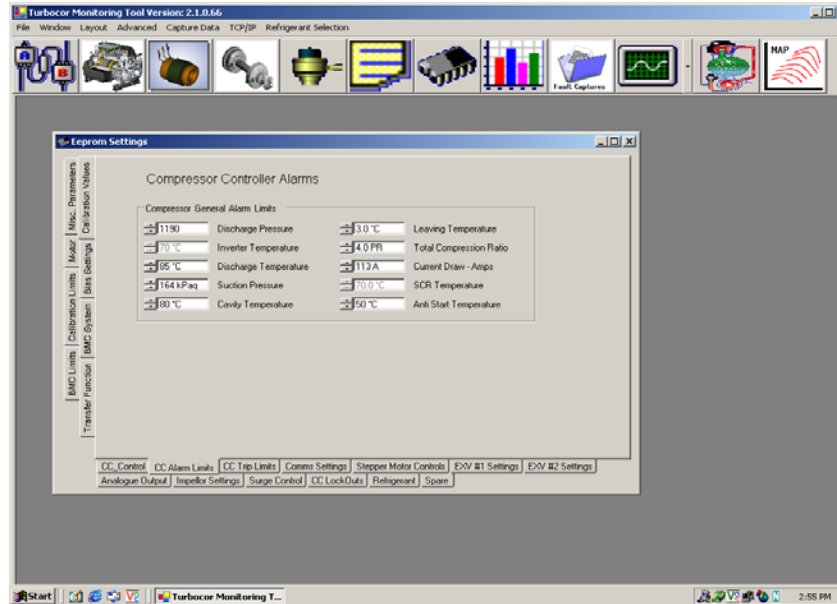 Turbocor Monitoring Tool Version: 2.1.0.66
File Window Layout Advanced Capture Data TCP/IP Refrigerant Selection
A
B
Fault Captures
MAP
Eeprom Settings
Misc. Parameters
Motor
Calibration Limits
BMC Limits
Calibration Values
Bias Settings
BMC System
Transfer Function
Compressor Controller Alarms
Compressor General Alarm Limits
1190 Discharge Pressure 3.0 °C Leaving Temperature
70 °C Inverter Temperature 4.0 PR Total Compression Ratio
85 °C Discharge Temperature 113 A Current Draw - Amps
164 kPag Suction Pressure 70.0 °C SCR Temperature
80 °C Cavity Temperature 50 °C Anti Start Temperature
CC_Control CC Alarm Limits CC Trip Limits Comms Settings Stepper Motor Controls EXV #1 Settings EXV #2 Settings
Analogue Output Impellor Settings Surge Control CC LockOuts Refrigerant Spare
Start Turbocor Monitoring T... 2:55 PM